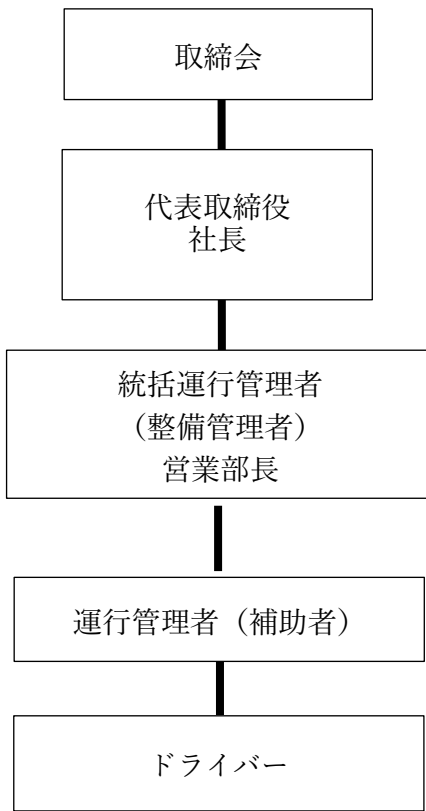 取締会
代表取締役
社長
統括運行管理者
（整備管理者）
営業部長
運行管理者（補助者）
ドライバー